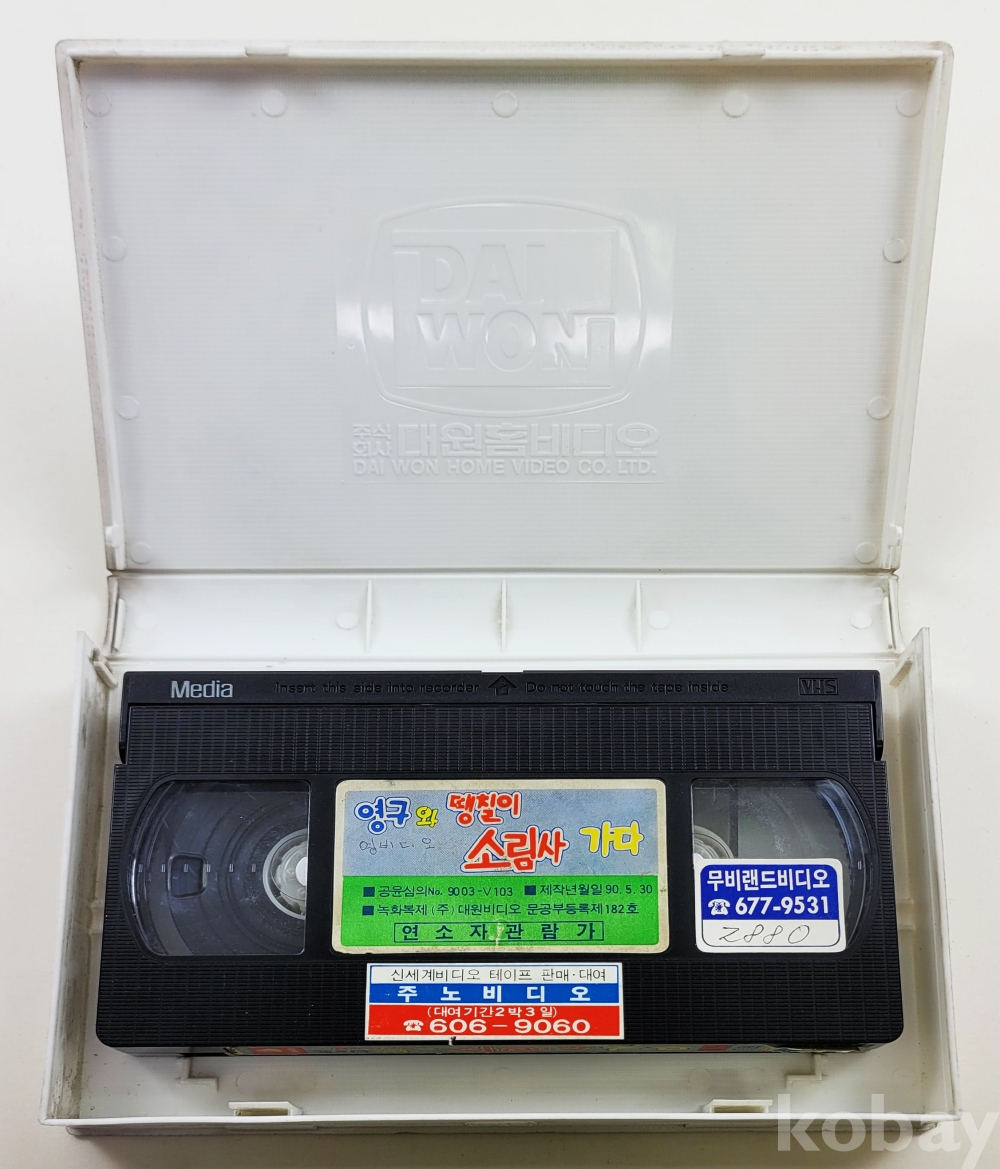 DAI
WON
주식
회사 대원홈비디오
DAI WON HOME VIDEO CO. LTD.
Media Insert this side into recorder Do not touch the tape inside VHS
영구와 땡칠이
소림사 가다
영비디오
■ 공윤심의No. 9003-V103 ■ 제작년월일 90. 5. 30
■ 녹화복제 (주) 대원비디오 문공부등록제182호
연소자관람가
무비랜드비디오
☎ 677-9531
2880
신세계비디오 테이프 판매·대여
주노비디오
(대여기간2박3일)
☎ 606-9060
kobay